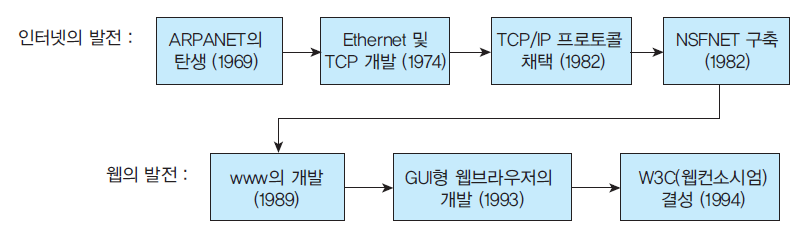 인터넷의 발전 :
ARPANET의
탄생 (1969)
Ethernet 및
TCP 개발 (1974)
TCP/IP 프로토콜
채택 (1982)
NSFNET 구축
(1982)
웹의 발전 :
www의 개발
(1989)
GUI형 웹브라우저의
개발 (1993)
W3C(웹컨소시엄)
결성 (1994)